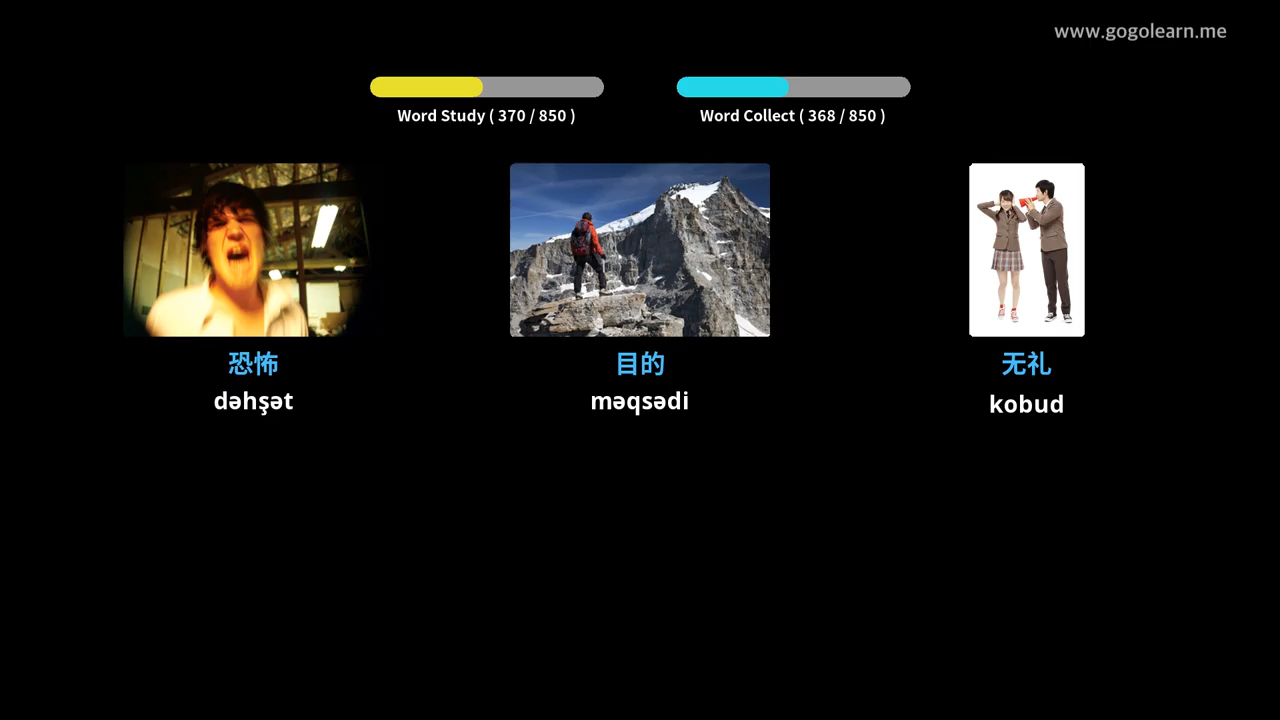 www.gogolearn.me
Word Study ( 370 / 850 )
Word Collect ( 368 / 850 )
恐怖
dəhşət
目的
məqsədi
无礼
kobud